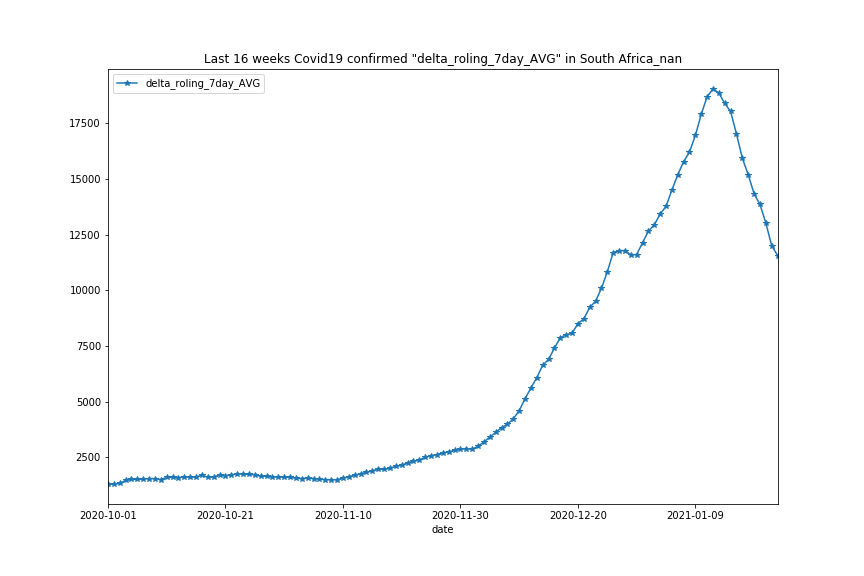 Last 16 weeks Covid19 confirmed "delta_roling_7day_AVG" in South Africa_nan
delta_roling_7day_AVG
17500
15000
12500
10000
7500
5000
2500
2020-10-01 2020-10-21 2020-11-10 2020-11-30 2020-12-20 2021-01-09
date